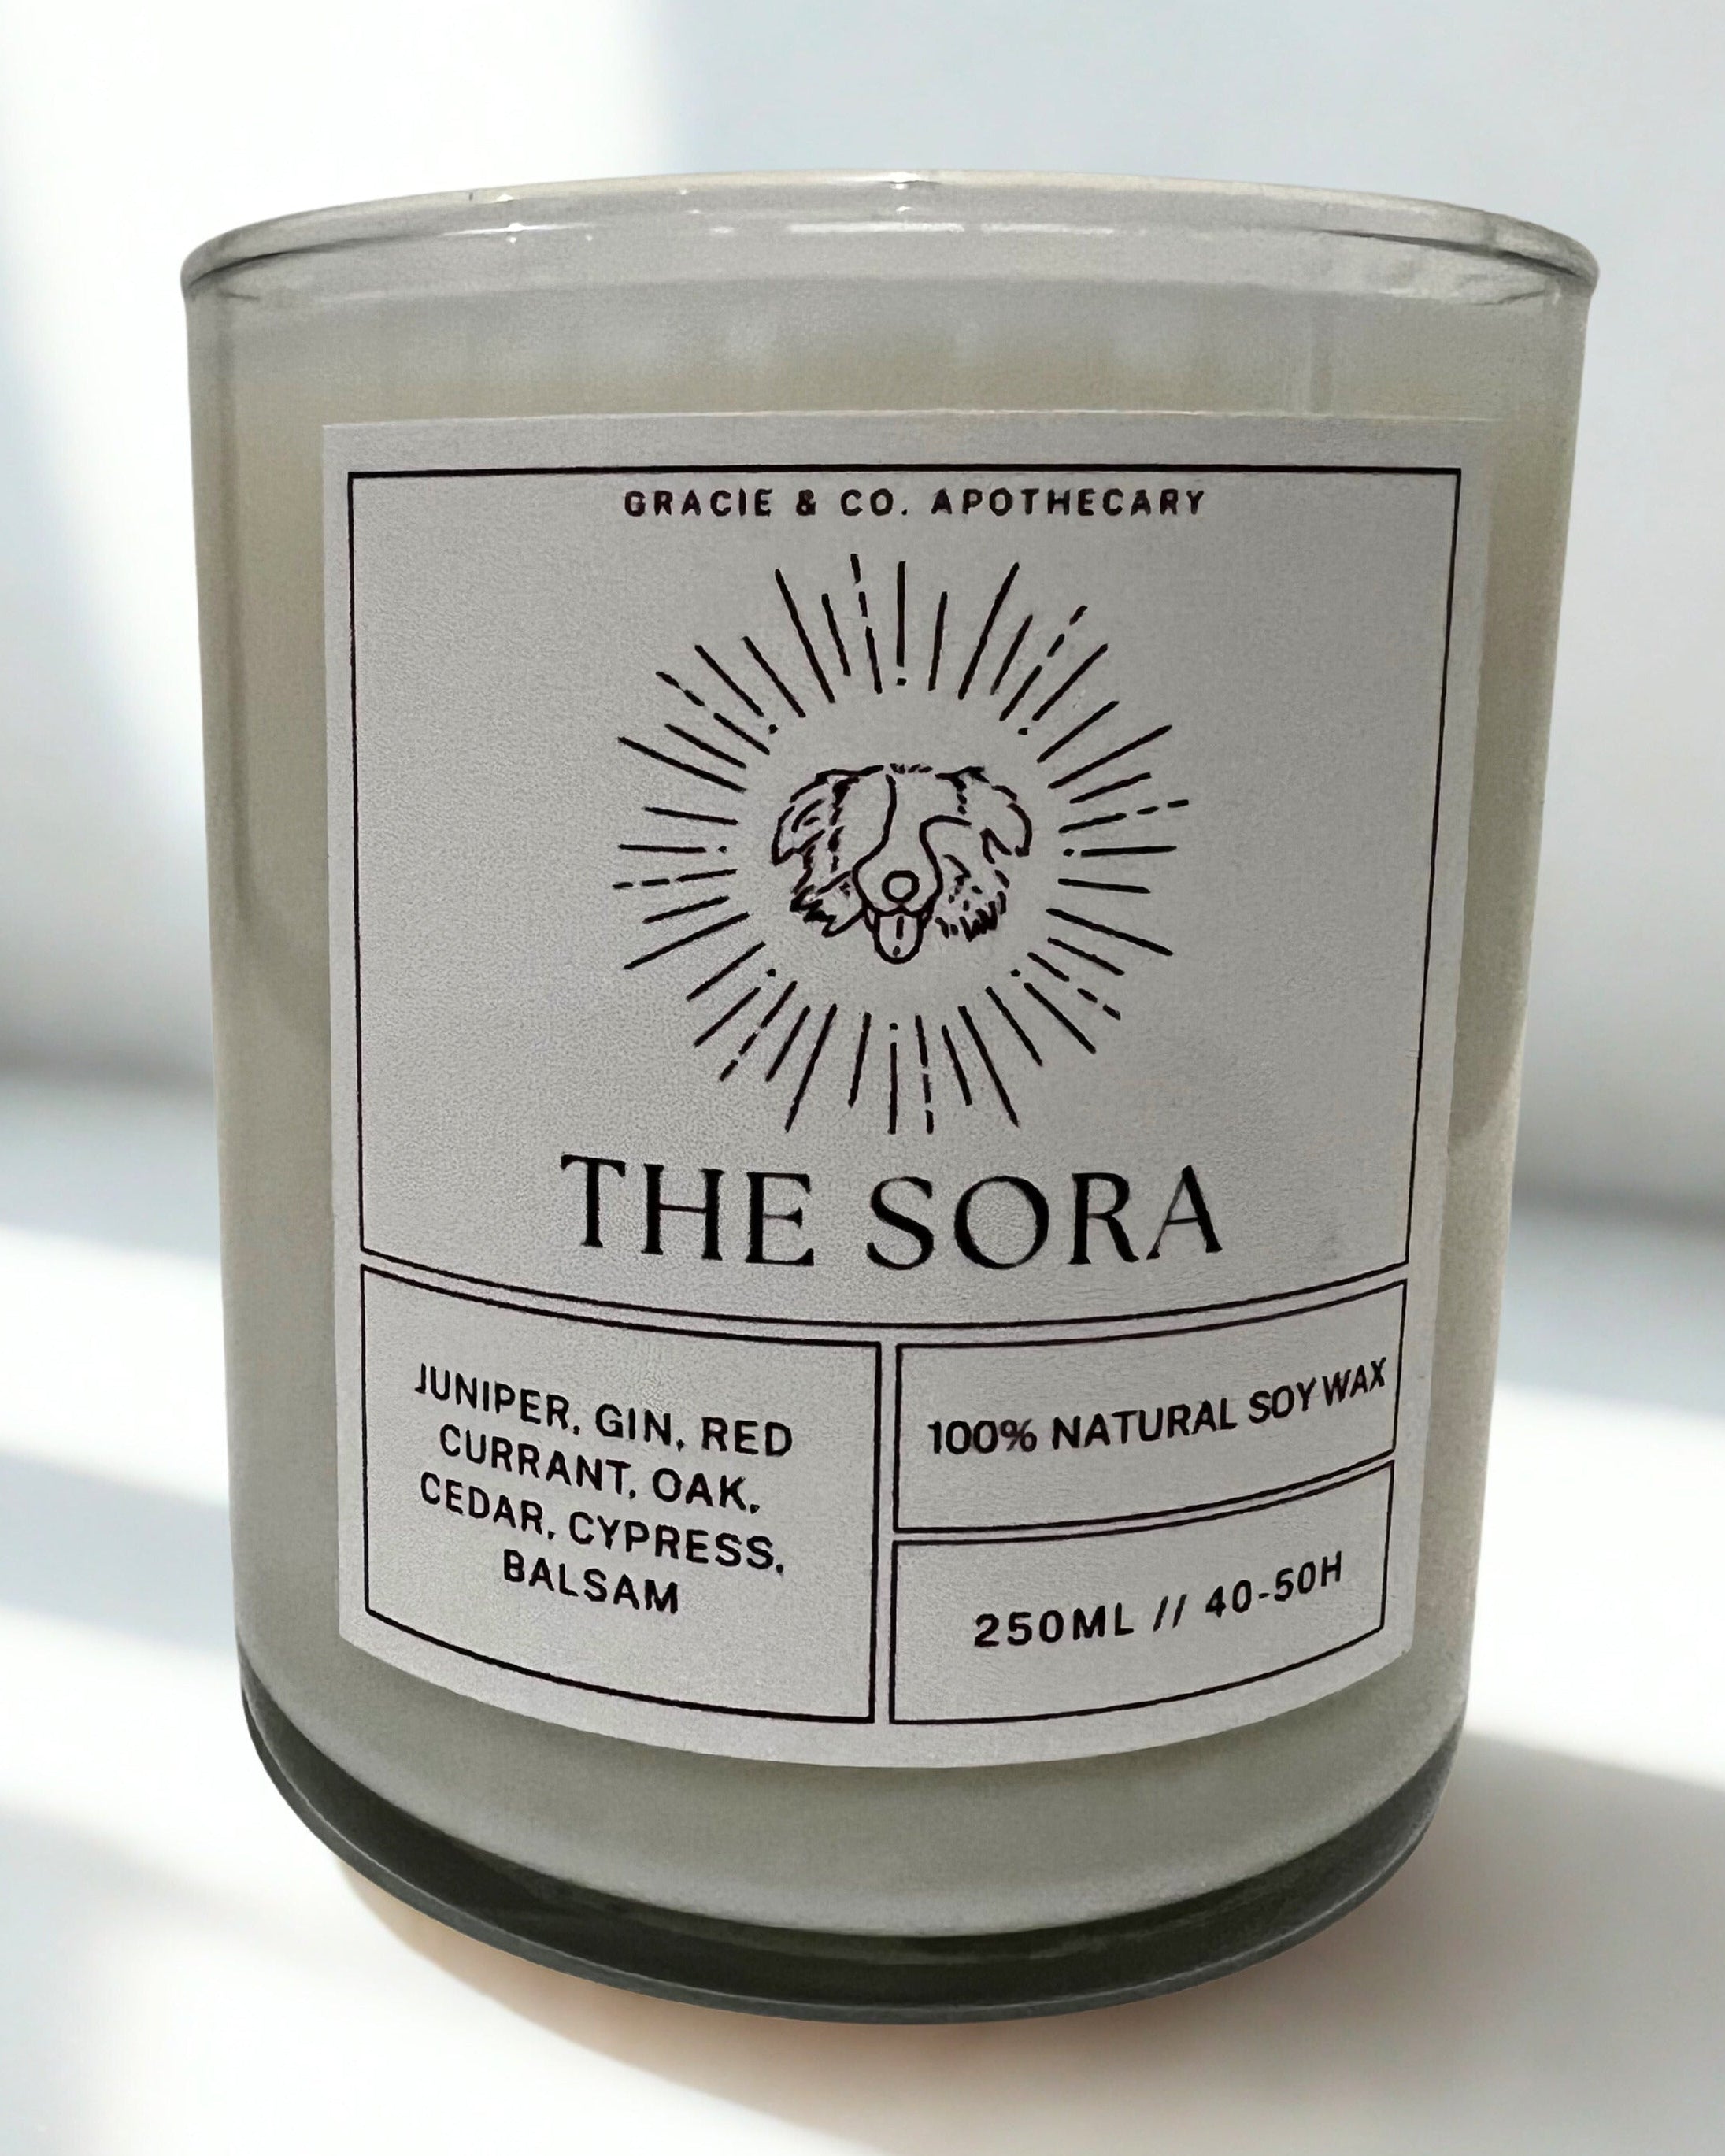 GRACIE & CO. APOTHECARY
THE SORA
JUNIPER, GIN, RED
CURRANT, OAK,
CEDAR, CYPRESS,
BALSAM
100% NATURAL SOY WAX
250ML // 40-50H